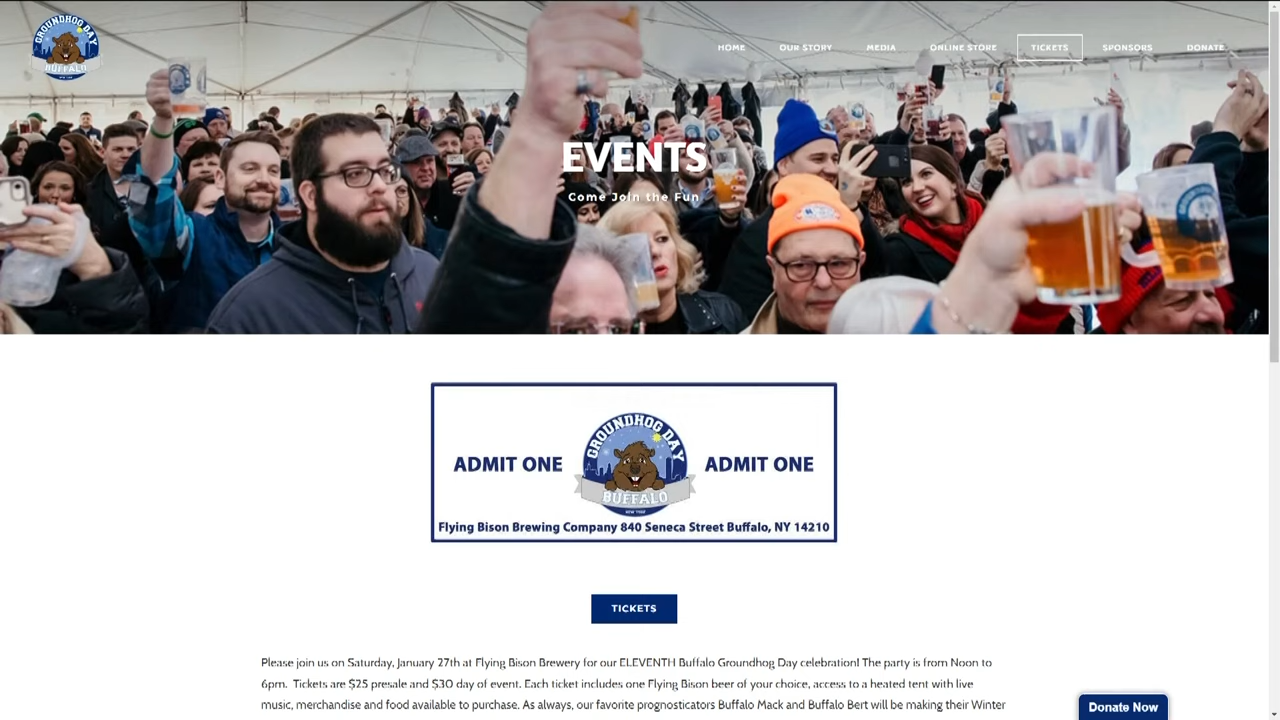 GROUNDHOG DAY
BUFFALO
HOME
OUR STORY
MEDIA
ONLINE STORE
TICKETS
SPONSORS
DONATE
EVENTS
Come Join the Fun
ADMIT ONE
GROUNDHOG DAY
BUFFALO
NEW YORK
ADMIT ONE
Flying Bison Brewing Company 840 Seneca Street Buffalo, NY 14210
TICKETS
Please join us on Saturday, January 27th at Flying Bison Brewery for our ELEVENTH Buffalo Groundhog Day celebration! The party is from Noon to
6pm. Tickets are $25 presale and $30 day of event. Each ticket includes one Flying Bison beer of your choice, access to a heated tent with live
music, merchandise and food available to purchase. As always, our favorite prognosticators Buffalo Mack and Buffalo Bert will be making their Winter
Donate Now